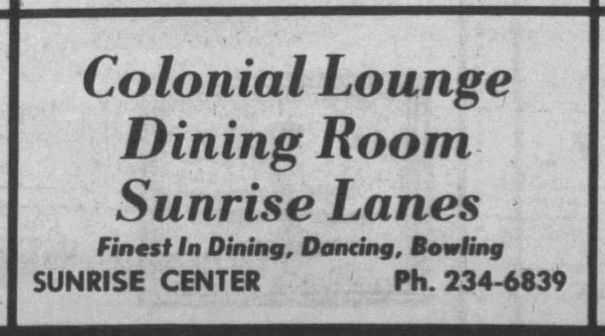 Colonial Lounge
Dining Room
Sunrise Lanes
Finest In Dining, Dancing, Bowling
SUNRISE CENTER Ph. 234-6839